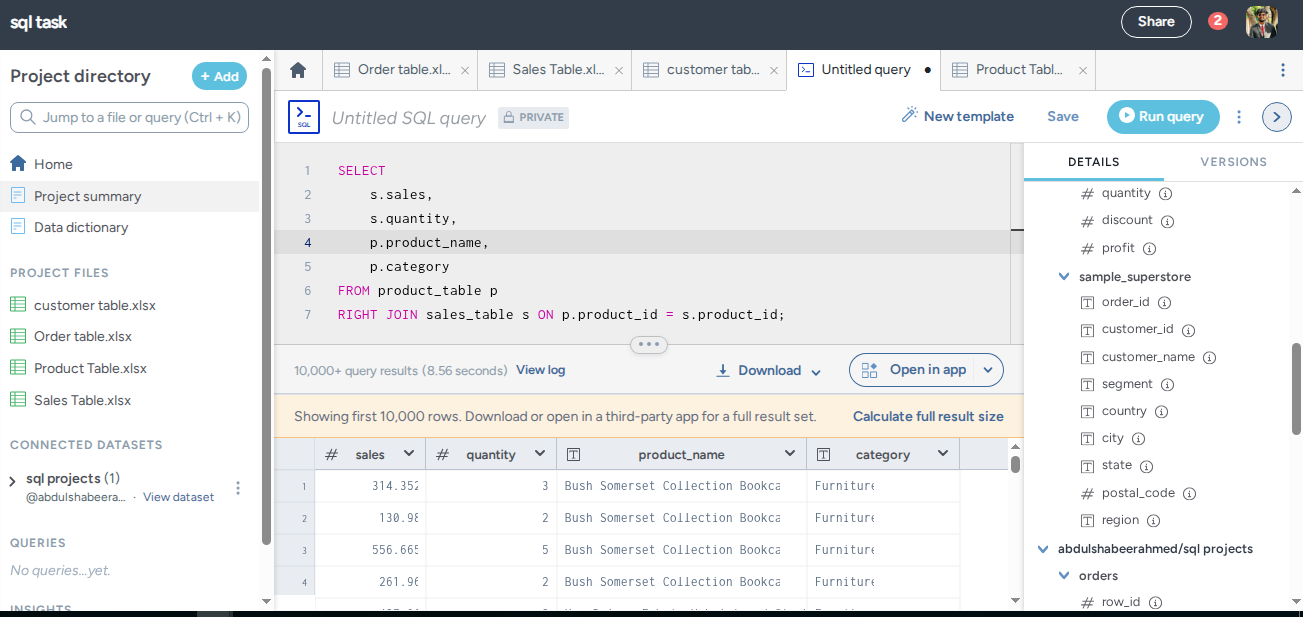 sql task
Share
2
Project directory
+ Add
Jump to a file or query (Ctrl + K)
Home
Project summary
Data dictionary
PROJECT FILES
customer table.xlsx
Order table.xlsx
Product Table.xlsx
Sales Table.xlsx
CONNECTED DATASETS
sql projects (1)
@abdulshabeera... · View dataset
QUERIES
No queries...yet.
INSIGHTS
Order table.xl...
Sales Table.xl...
customer tab...
Untitled query
Product Tabl...
SQL
Untitled SQL query
PRIVATE
New template
Save
Run query
1 SELECT
2 s.sales,
3 s.quantity,
4 p.product_name,
5 p.category
6 FROM product_table p
7 RIGHT JOIN sales_table s ON p.product_id = s.product_id;
10,000+ query results (8.56 seconds) View log
Download
Open in app
Showing first 10,000 rows. Download or open in a third-party app for a full result set. Calculate full result size
# sales # quantity T product_name T category
1 314.352 3 Bush Somerset Collection Bookca Furniture
2 130.98 2 Bush Somerset Collection Bookca Furniture
3 556.665 5 Bush Somerset Collection Bookca Furniture
4 261.96 2 Bush Somerset Collection Bookca Furniture
DETAILS
VERSIONS
# quantity
# discount
# profit
sample_superstore
T order_id
T customer_id
T customer_name
T segment
T country
T city
T state
# postal_code
T region
abdulshabeerahmed/sql projects
orders
# row_id